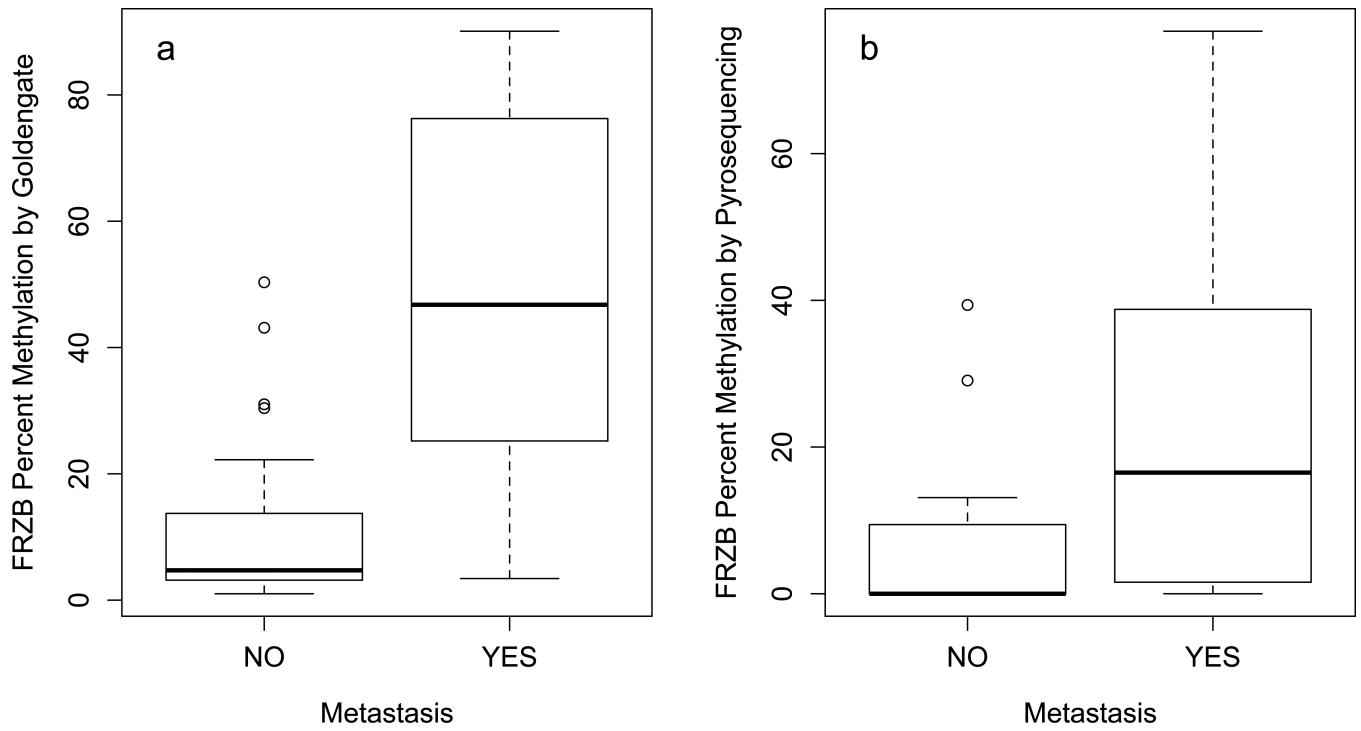 a
FRZB Percent Methylation by Goldengate
80
60
40
20
0
NO YES
Metastasis
b
FRZB Percent Methylation by Pyrosequencing
60
40
20
0
NO YES
Metastasis